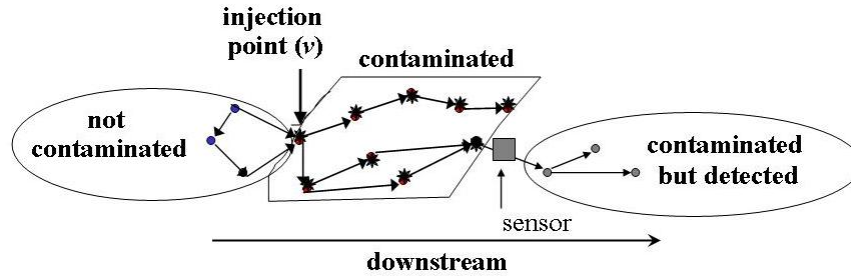 injection
point (v)
contaminated
not
contaminated
contaminated
but detected
sensor
downstream